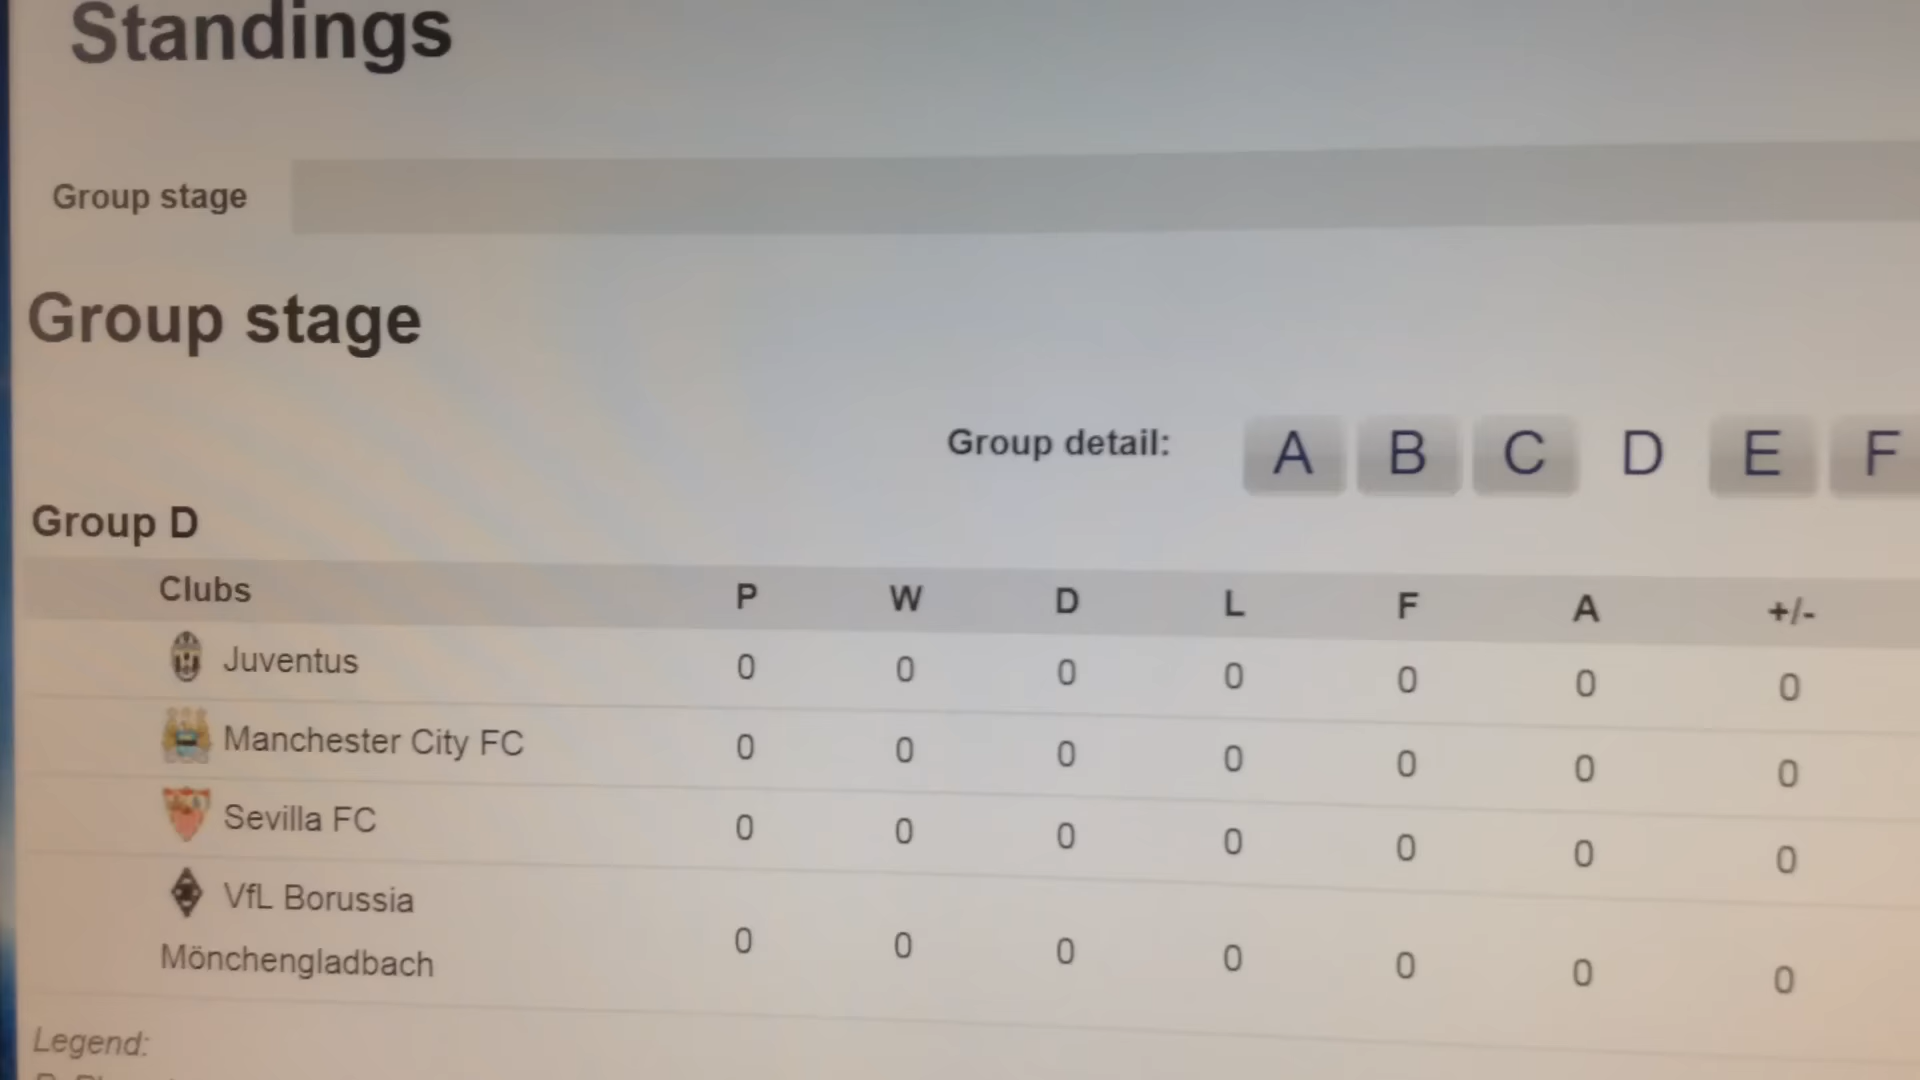 Standings
Group stage
Group stage
Group detail: A B C D E F
Group D
Clubs P W D L F A +/-
Juventus 0 0 0 0 0 0 0
Manchester City FC 0 0 0 0 0 0 0
Sevilla FC 0 0 0 0 0 0 0
VfL Borussia
Mönchengladbach 0 0 0 0 0 0 0
Legend: